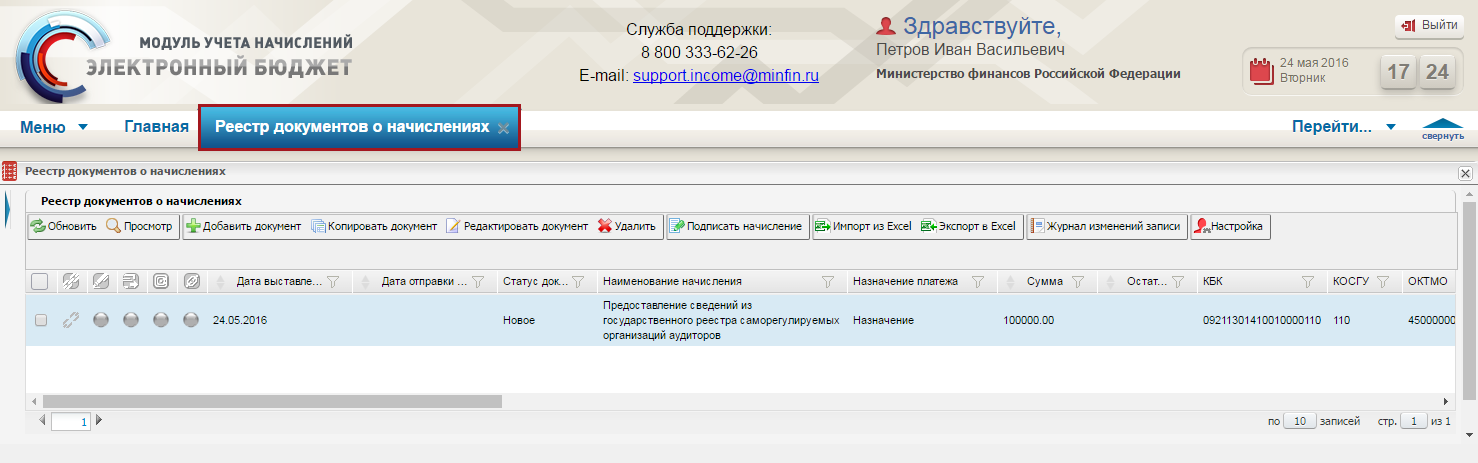 МОДУЛЬ УЧЕТА НАЧИСЛЕНИЙ
ЭЛЕКТРОННЫЙ БЮДЖЕТ
Служба поддержки:
8 800 333-62-26
E-mail: support.income@minfin.ru
Здравствуйте,
Петров Иван Васильевич
Министерство финансов Российской Федерации
Выйти
24 мая 2016
Вторник
17 24
Меню Главная Реестр документов о начислениях Перейти... свернуть
Реестр документов о начислениях
Реестр документов о начислениях
Обновить Просмотр Добавить документ Копировать документ Редактировать документ Удалить Подписать начисление Импорт из Excel Экспорт в Excel Журнал изменений записи Настройка
Дата выставле... Дата отправки ... Статус док... Наименование начисления Назначение платежа Сумма Остат... КБК КОСГУ ОКТМО
24.05.2016 Новое Предоставление сведений из
государственного реестра саморегулируемых
организаций аудиторов
Назначение 100000.00 09211301410010000110 110 45000000
1
по 10 записей стр. 1 из 1